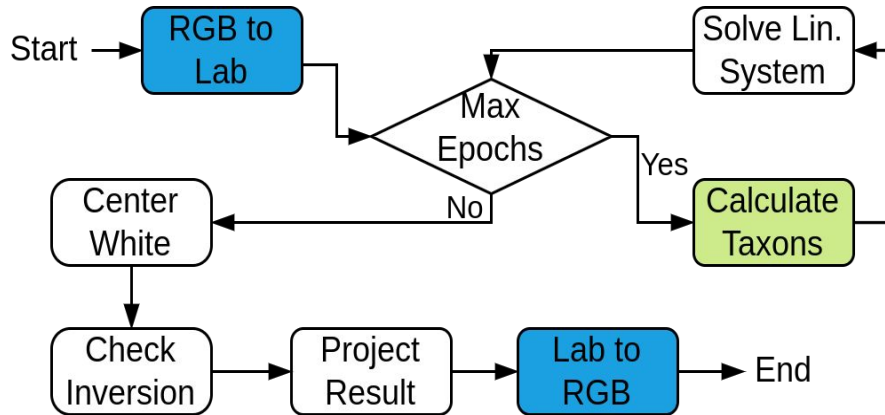 Start
RGB to
Lab
Max
Epochs
Solve Lin.
System
Yes
No
Calculate
Taxons
Center
White
Check
Inversion
Project
Result
Lab to
RGB
End